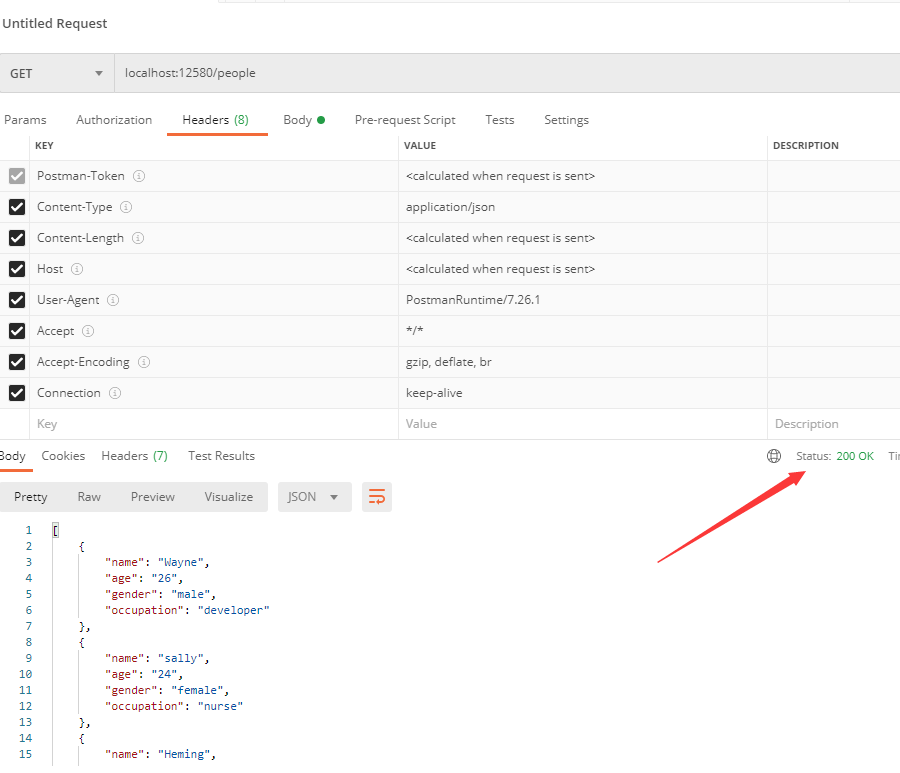 Untitled Request
GET localhost:12580/people
Params Authorization Headers (8) Body Pre-request Script Tests Settings
KEY VALUE DESCRIPTION
Postman-Token <calculated when request is sent>
Content-Type application/json
Content-Length <calculated when request is sent>
Host <calculated when request is sent>
User-Agent PostmanRuntime/7.26.1
Accept */*
Accept-Encoding gzip, deflate, br
Connection keep-alive
Key Value Description
Body Cookies Headers (7) Test Results Status: 200 OK
Pretty Raw Preview Visualize JSON
1 [
2 {
3 "name": "Wayne",
4 "age": "26",
5 "gender": "male",
6 "occupation": "developer"
7 },
8 {
9 "name": "sally",
10 "age": "24",
11 "gender": "female",
12 "occupation": "nurse"
13 },
14 {
15 "name": "Heming",